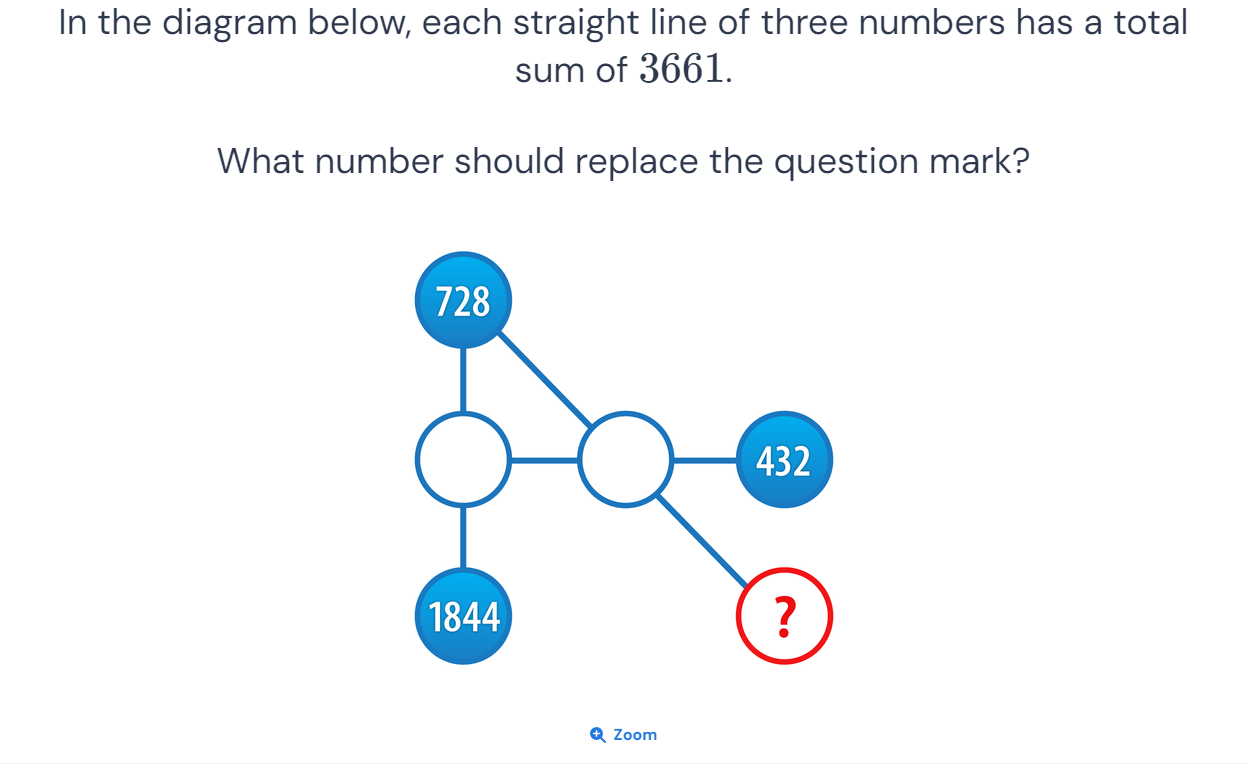 In the diagram below, each straight line of three numbers has a total
sum of 3661.
What number should replace the question mark?
728
432
1844
?
Zoom